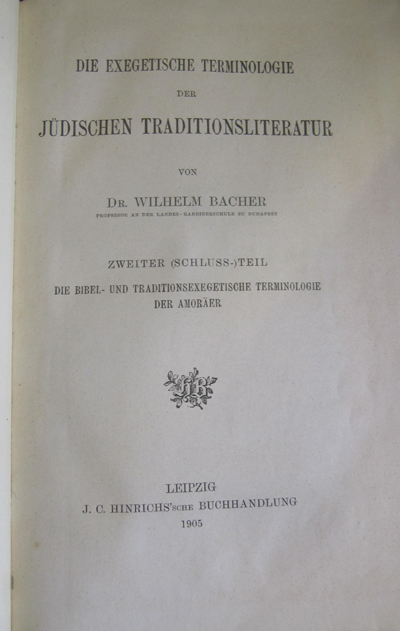 DIE EXEGETISCHE TERMINOLOGIE
DER
JÜDISCHEN TRADITIONSLITERATUR
VON
DR. WILHELM BACHER
PROFESSOR AN DER LANDES-RABBINERSCHULE ZU BUDAPEST
ZWEITER (SCHLUSS-)TEIL
DIE BIBEL- UND TRADITIONSEXEGETISCHE TERMINOLOGIE
DER AMORÄER
LEIPZIG
J. C. HINRICHS'SCHE BUCHHANDLUNG
1905